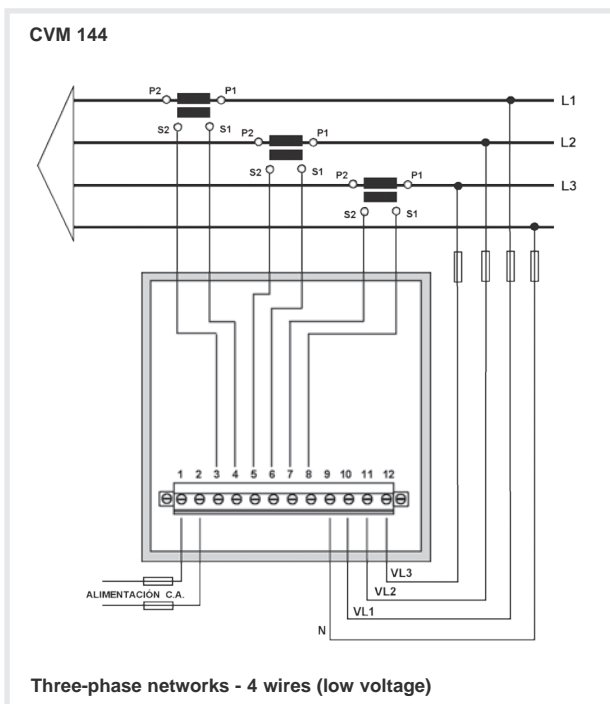 CVM 144
P2 P1 L1
S2 S1 P2 P1 L2
S2 S1 P2 P1 L3
S2 S1
1 2 3 4 5 6 7 8 9 10 11 12
VL3
ALIMENTACIÓN C.A. VL2
VL1
N
Three-phase networks - 4 wires (low voltage)